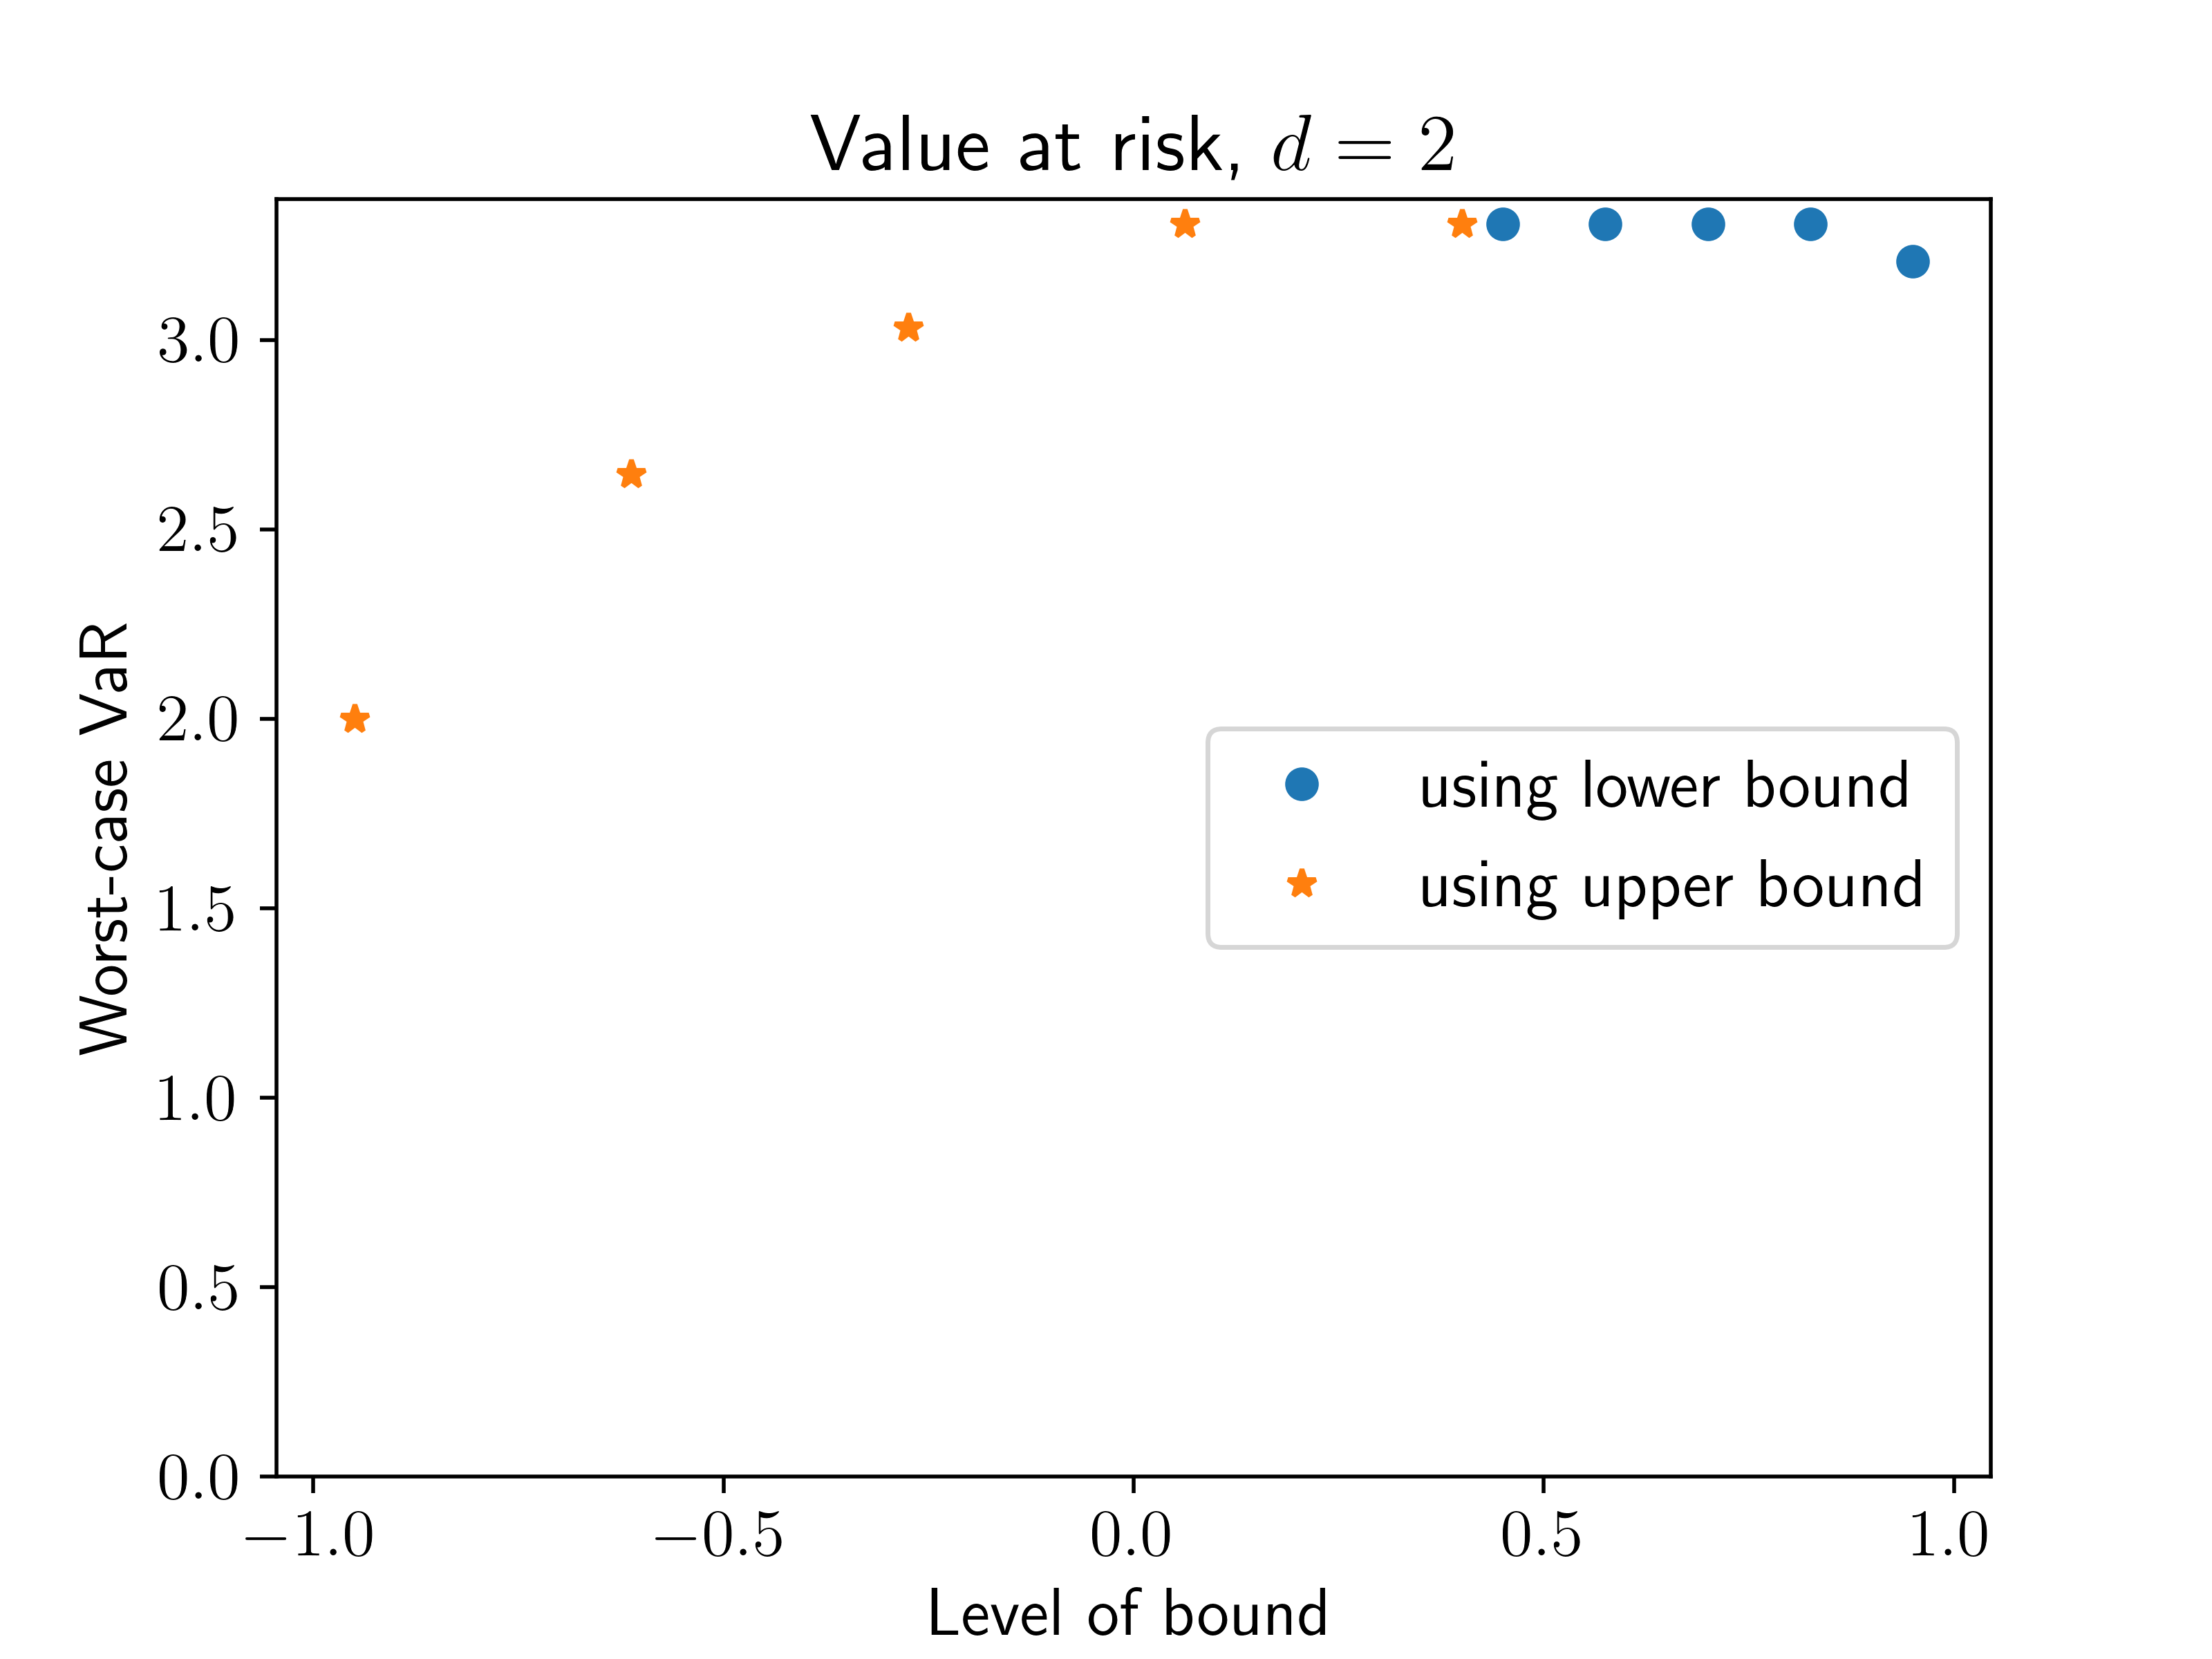 Value at risk, d = 2
Worst-case VaR
3.0
2.5
2.0
1.5
1.0
0.5
0.0
using lower bound
using upper bound
−1.0 −0.5 0.0 0.5 1.0
Level of bound